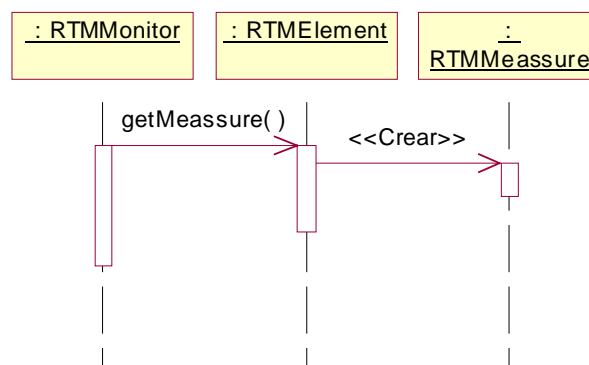 : RTMMonitor
: RTMElement
:
RTMMeassure
getMeassure( )
<<Crear>>